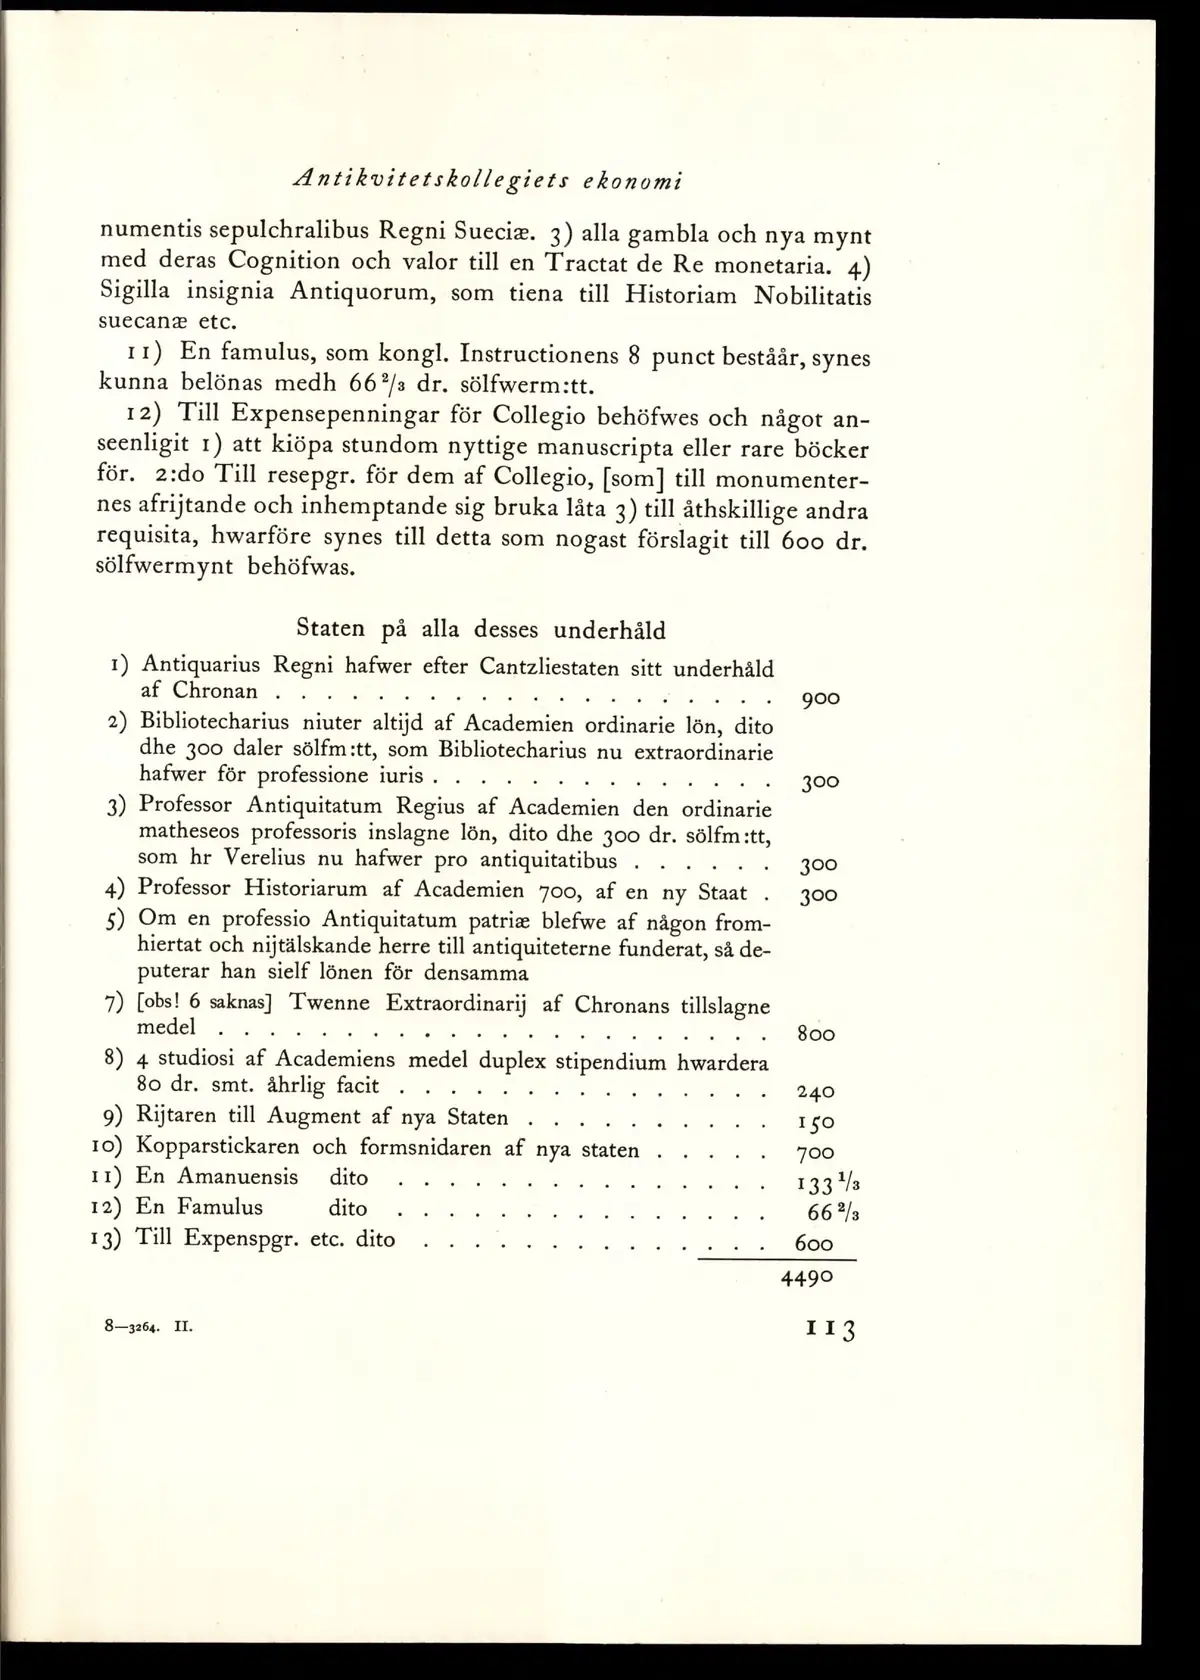 Antikvitetskollegiets ekonomi
numentis sepulchralibus Regni Sueciæ. 3) alla gambla och nya mynt
med deras Cognition och valor till en Tractat de Re monetaria. 4)
Sigilla insignia Antiquorum, som tiena till Historiam Nobilitatis
suecanæ etc.
11) En famulus, som kongl. Instructionens 8 punct beståår, synes
kunna belönas medh 66 2/3 dr. sölfwerm:tt.
12) Till Expensepenningar för Collegio behöfwes och något an-
seenligit 1) att kiöpa stundom nyttige manuscripta eller rare böcker
för. 2:do Till resepgr. för dem af Collegio, [som] till monumenter-
nes afrijtande och inhemptande sig bruka låta 3) till åthskillige andra
requisita, hwarföre synes till detta som nogast förslagit till 600 dr.
sölfwermynt behöfwas.
Staten på alla desses underhåld
1) Antiquarius Regni hafwer efter Cantzliestaten sitt underhåld
af Chronan . . . . . . . . . . . . . . . . . . . . 900
2) Bibliotecharius niuter altijd af Academien ordinarie lön, dito
dhe 300 daler sölfm:tt, som Bibliotecharius nu extraordinarie
hafwer för professione iuris . . . . . . . . . . . . . . 300
3) Professor Antiquitatum Regius af Academien den ordinarie
matheseos professoris inslagne lön, dito dhe 300 dr. sölfm:tt,
som hr Verelius nu hafwer pro antiquitatibus . . . . . . 300
4) Professor Historiarum af Academien 700, af en ny Staat . 300
5) Om en professio Antiquitatum patriæ blefwe af någon from-
hiertat och nijtälskande herre till antiquiteterne funderat, så de-
puterar han sielf lönen för densamma
7) [obs! 6 saknas] Twenne Extraordinarij af Chronans tillslagne
medel . . . . . . . . . . . . . . . . . . . . . . 800
8) 4 studiosi af Academiens medel duplex stipendium hwardera
80 dr. smt. åhrlig facit . . . . . . . . . . . . . . . 240
9) Rijtaren till Augment af nya Staten . . . . . . . . . . 150
10) Kopparstickaren och formsnidaren af nya staten . . . . . 700
11) En Amanuensis dito . . . . . . . . . . . . . . . 133 1/3
12) En Famulus dito . . . . . . . . . . . . . . . 66 2/3
13) Till Expenspgr. etc. dito . . . . . . . . . . . . . . 600
4490
8—3264. II.
113